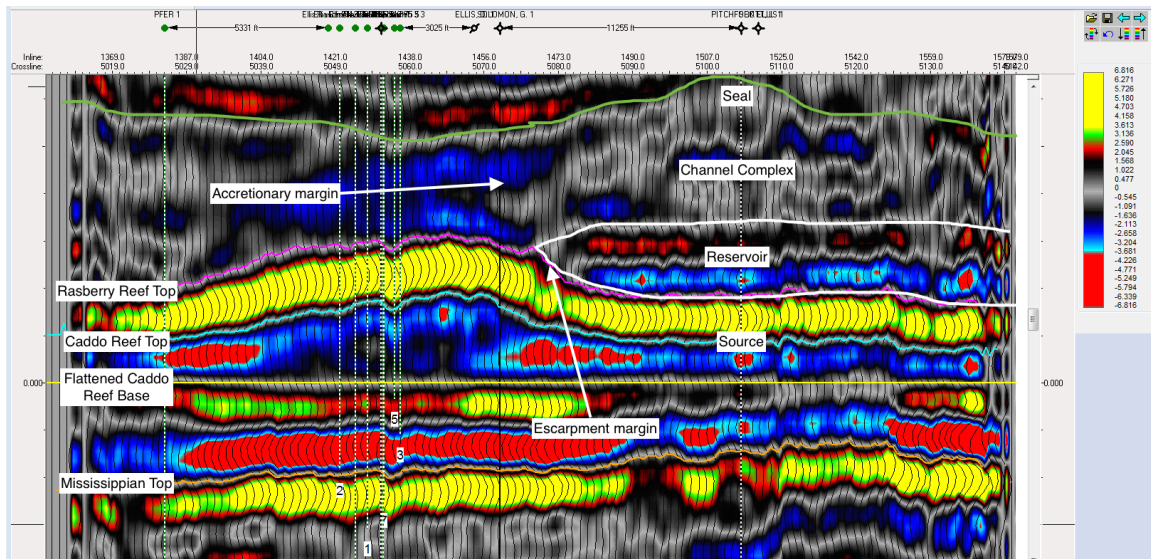 PFER 1
5331 ft
3025 ft
ELLIS, D. 1
OLOMON, G. 1
11255 ft
Inline:
1369.0 1387.0 1404.0 1421.0 1438.0 1456.0 1473.0 1490.0 1507.0 1525.0 1542.0 1559.0
Crossline:
5019.0 5029.0 5040.0 5050.0 5060.0 5070.0 5080.0 5090.0 5100.0 5110.0 5120.0 5130.0
Seal
Accretionary margin
Channel Complex
Rasberry Reef Top
Reservoir
Caddo Reef Top
Source
Flattened Caddo
Reef Base
0.000
0.000
Escarpment margin
Mississippian Top
5
3
2
1
6.816
6.271
5.726
5.180
4.703
4.158
3.613
3.136
2.590
2.045
1.568
1.022
0.477
0
-0.545
-1.091
-1.636
-2.113
-2.658
-3.204
-3.681
-4.226
-4.771
-5.249
-5.794
-6.339
-6.816